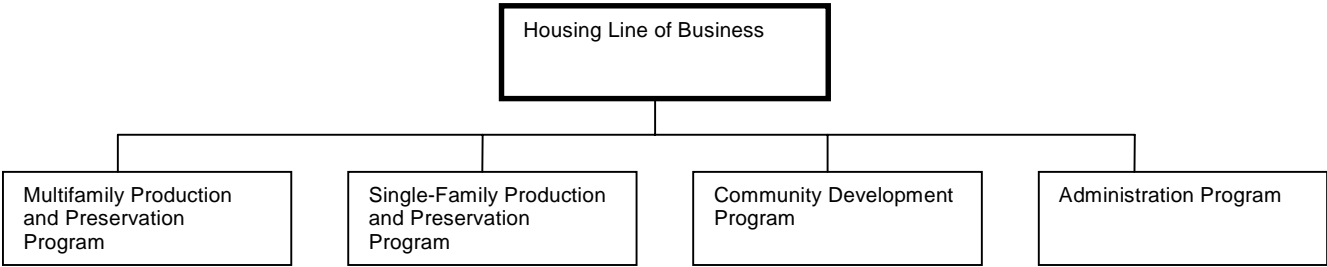 Housing Line of Business
Multifamily Production
and Preservation
Program
Single-Family Production
and Preservation
Program
Community Development
Program
Administration Program